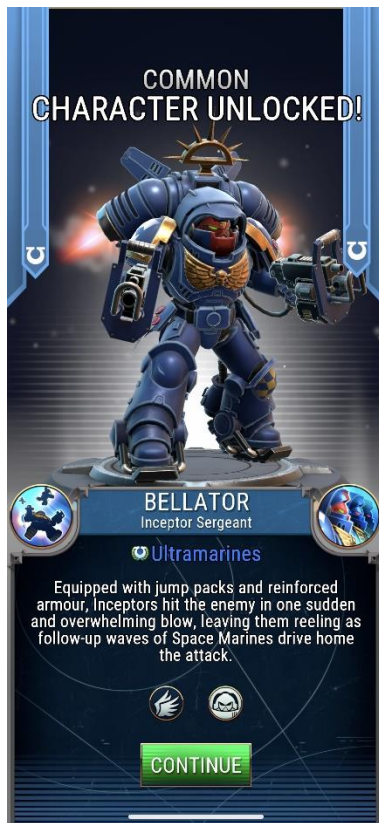 COMMON
CHARACTER UNLOCKED!
BELLATOR
Inceptor Sergeant
Ultramarines
Equipped with jump packs and reinforced
armour, Inceptors hit the enemy in one sudden
and overwhelming blow, leaving them reeling as
follow-up waves of Space Marines drive home
the attack.
CONTINUE